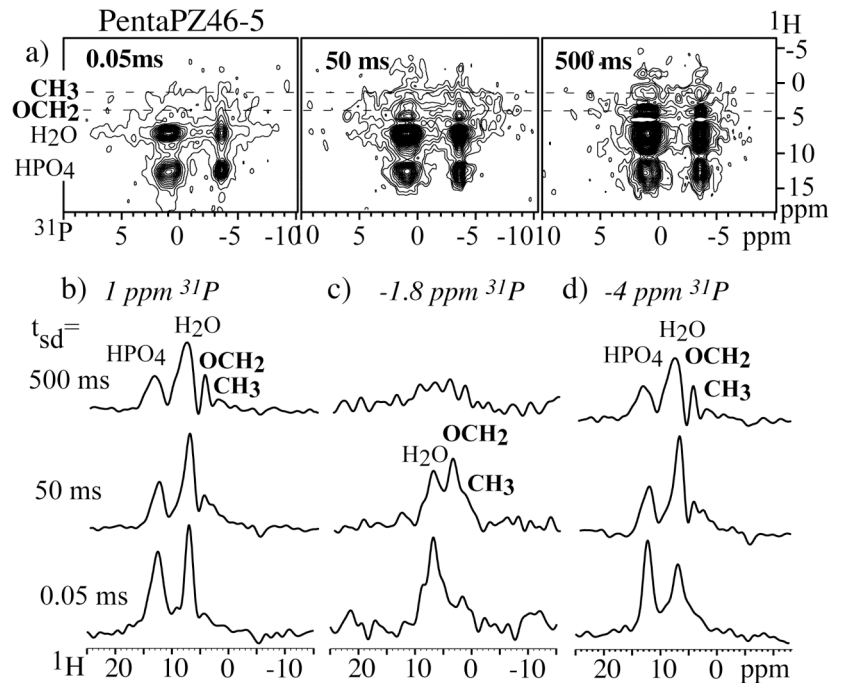 PentaPZ46-5
¹H
a)
0.05ms
50 ms
500 ms
-5
CH3
0
OCH2
5
H2O
10
HPO4
15
ppm
³¹P
5 0 -5 -10
10 5 0 -5 -10
10 5 0 -5 ppm
b) 1 ppm ³¹P
c) -1.8 ppm ³¹P
d) -4 ppm ³¹P
tsd=
H2O
HPO4
OCH2
CH3
500 ms
H2O
HPO4
OCH2
CH3
50 ms
OCH2
H2O
CH3
0.05 ms
¹H
20 10 0 -10
20 10 0 -10
20 10 0 ppm